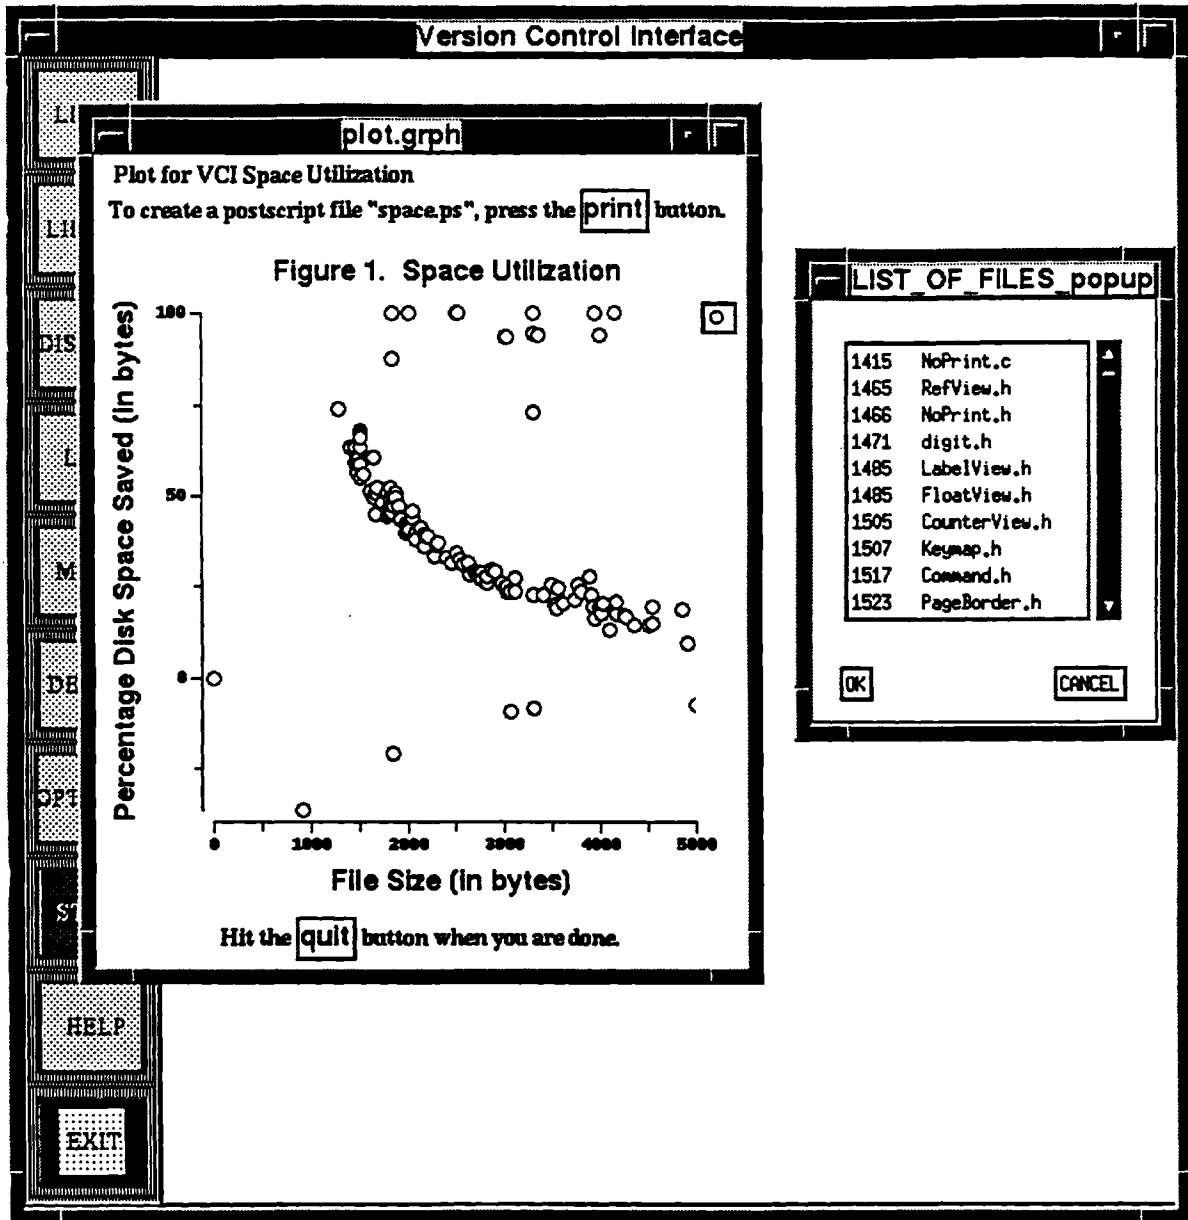 Version Control Interface
plot.grph
Plot for VCI Space Utilization
To create a postscript file "space.ps", press the print button.
Figure 1. Space Utilization
Percentage Disk Space Saved (in bytes)
100
50
0
0 1000 2000 3000 4000 5000
File Size (in bytes)
Hit the quit button when you are done.
LIST_OF_FILES_popup
1415 NoPrint.c
1465 RefView.h
1466 NoPrint.h
1471 digit.h
1485 LabelView.h
1485 FloatView.h
1505 CounterView.h
1507 Keymap.h
1517 Command.h
1523 PageBorder.h
OK CANCEL
DIS
M
OPT
ST
HELP
EXIT